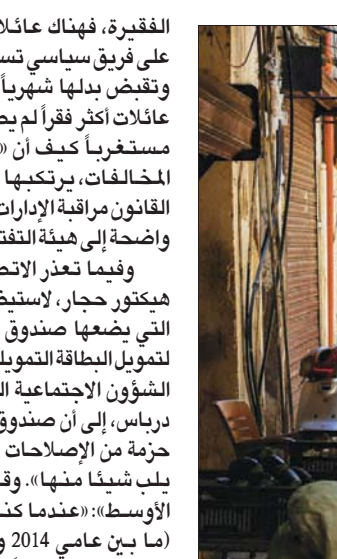 الفقيرة، فهناك عائلا
على فريق سياسي تس
وتقبض بدلها شهرياً
عائلات أكثر فقراً لم يص
مستغرباً كيف أن «
المخالفات، يرتكبها
القانون مراقبة الإدارات
واضحة إلى هيئة التفت
وفيما تعذر الاتص
هيكتور حجار، لاستيض
التي يضعها صندوق
لتمويل البطاقة التمويل
الشؤون الاجتماعية ال
درباس، إلى أن صندوق
حزمة من الإصلاحات
يلب شيئا منها». وق
الأوسط»: «عندما كنـ
(ما بين عامي 2014 و